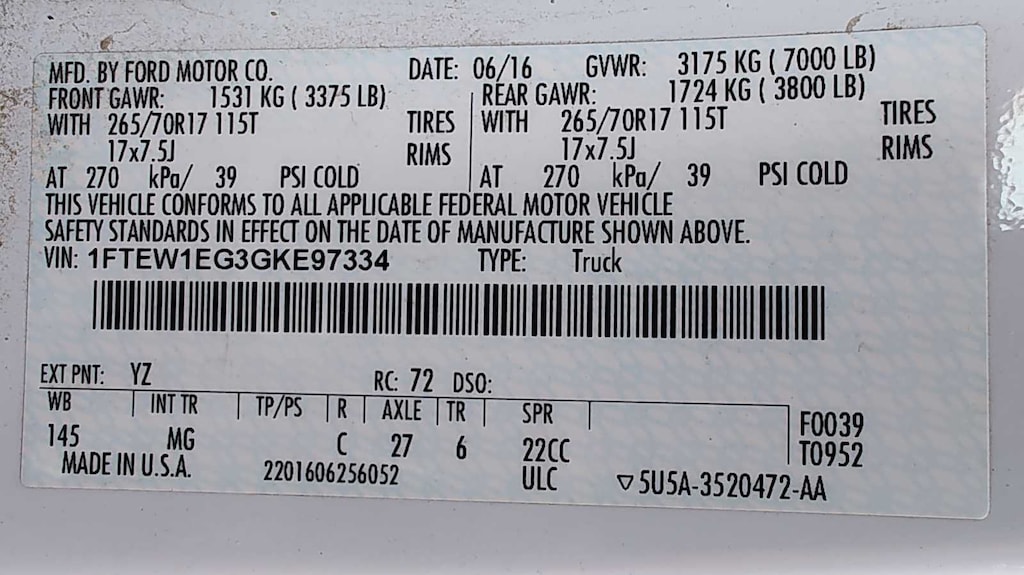 MFD. BY FORD MOTOR CO. DATE: 06/16 GVWR: 3175 KG ( 7000 LB)
FRONT GAWR: 1531 KG ( 3375 LB) REAR GAWR: 1724 KG ( 3800 LB)
WITH 265/70R17 115T TIRES WITH 265/70R17 115T TIRES
17x7.5J RIMS 17x7.5J RIMS
AT 270 kPa/ 39 PSI COLD AT 270 kPa/ 39 PSI COLD
THIS VEHICLE CONFORMS TO ALL APPLICABLE FEDERAL MOTOR VEHICLE
SAFETY STANDARDS IN EFFECT ON THE DATE OF MANUFACTURE SHOWN ABOVE.
VIN: 1FTEW1EG3GKE97334 TYPE: Truck
EXT PNT: YZ RC: 72 DSO:
WB INT TR TP/PS R AXLE TR SPR F0039
145 MG C 27 6 22CC T0952
MADE IN U.S.A. 2201606256052 ULC ▽5U5A-3520472-AA